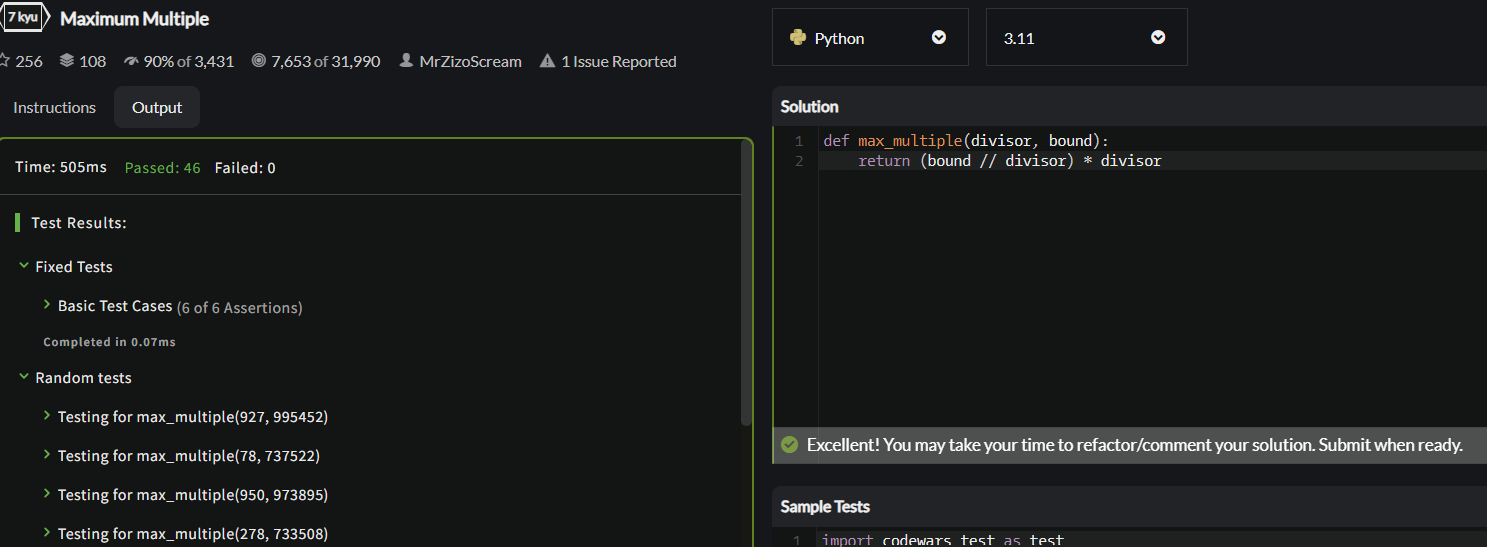 7 kyu Maximum Multiple
256 108 90% of 3,431 7,653 of 31,990 MrZizoScream 1 Issue Reported
Instructions Output
Time: 505ms Passed: 46 Failed: 0
Test Results:
Fixed Tests
Basic Test Cases (6 of 6 Assertions)
Completed in 0.07ms
Random tests
Testing for max_multiple(927, 995452)
Testing for max_multiple(78, 737522)
Testing for max_multiple(950, 973895)
Testing for max_multiple(278, 733508)
Python 3.11
Solution
1 def max_multiple(divisor, bound):
2 return (bound // divisor) * divisor
Excellent! You may take your time to refactor/comment your solution. Submit when ready.
Sample Tests
1 import codewars_test as test